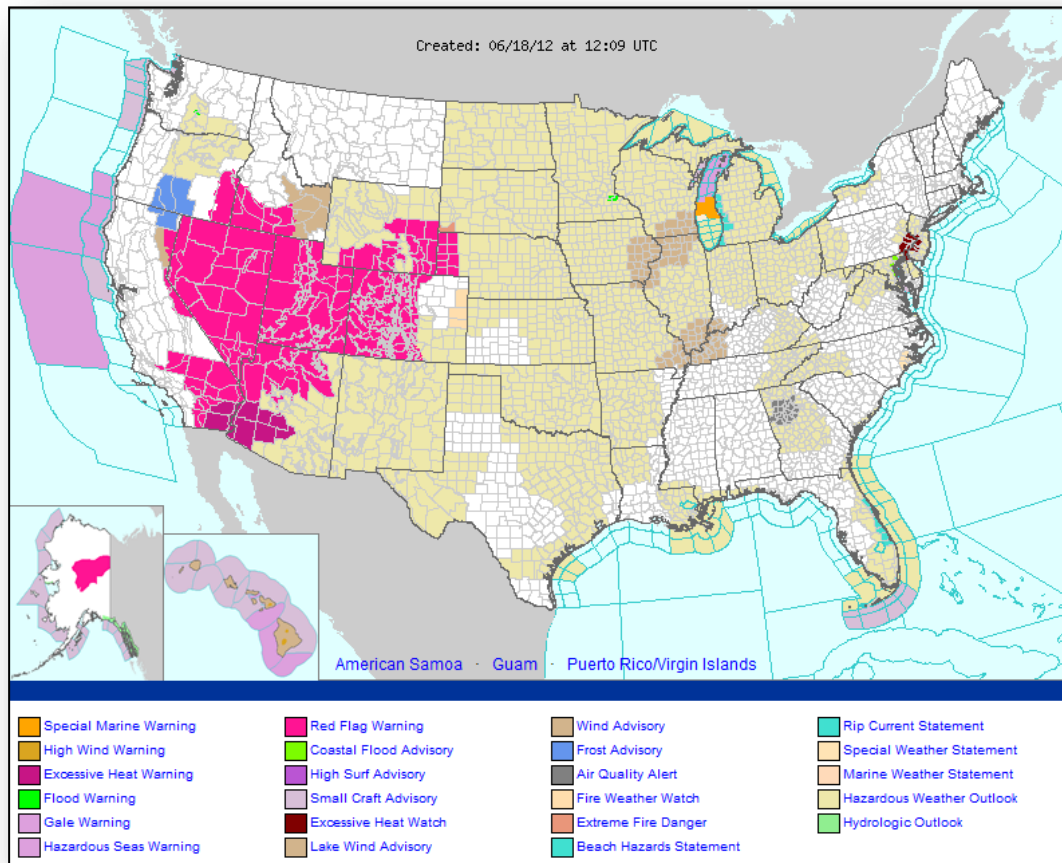 Created: 06/18/12 at 12:09 UTC
American Samoa · Guam · Puerto Rico/Virgin Islands
Special Marine Warning
High Wind Warning
Excessive Heat Warning
Flood Warning
Gale Warning
Hazardous Seas Warning
Red Flag Warning
Coastal Flood Advisory
High Surf Advisory
Small Craft Advisory
Excessive Heat Watch
Lake Wind Advisory
Wind Advisory
Frost Advisory
Air Quality Alert
Fire Weather Watch
Extreme Fire Danger
Beach Hazards Statement
Rip Current Statement
Special Weather Statement
Marine Weather Statement
Hazardous Weather Outlook
Hydrologic Outlook